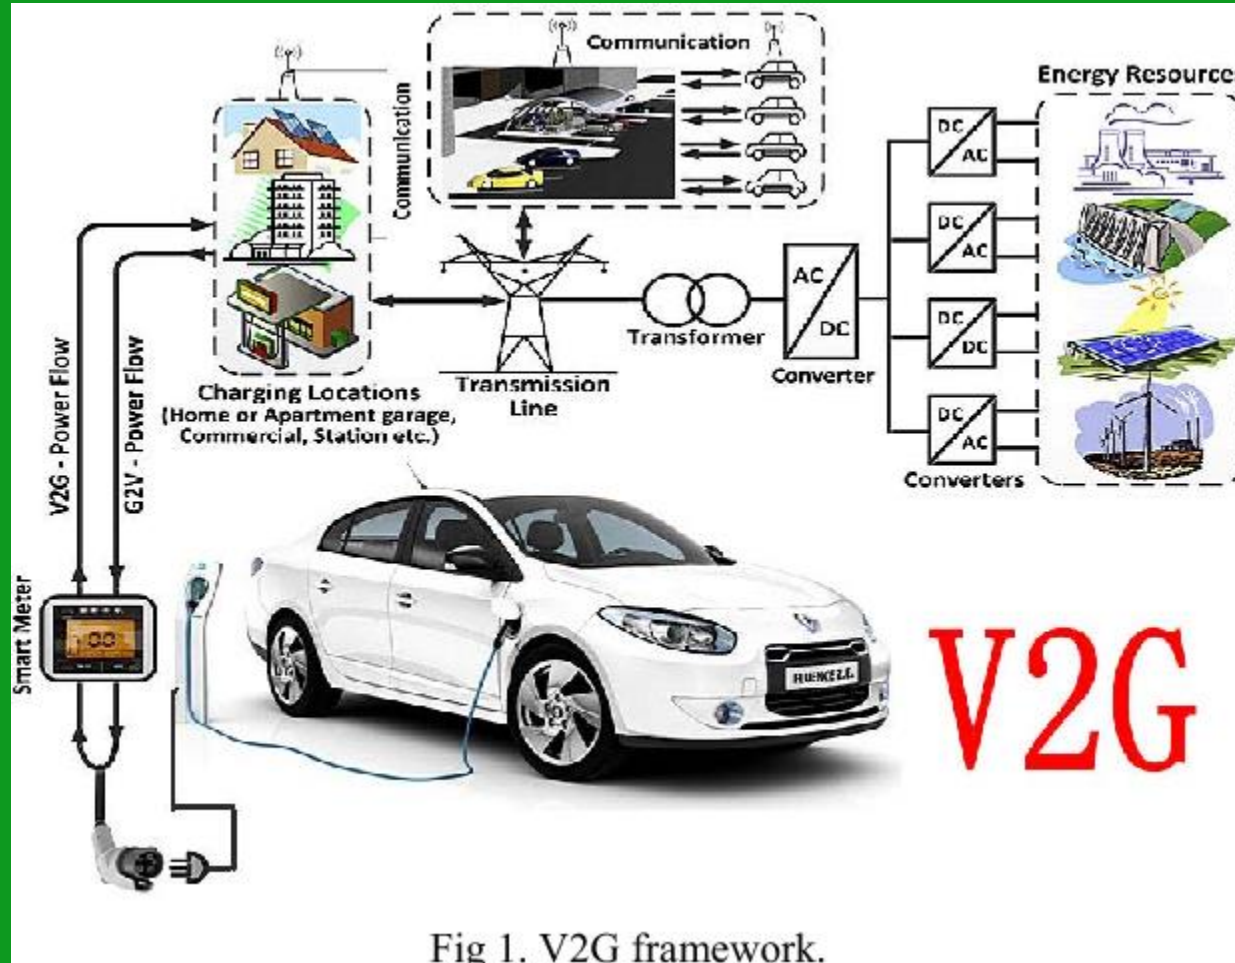 Communication
Communication
Energy Resource
DC
AC
DC
AC
DC
DC
DC
AC
Converters
AC
DC
Converter
Transformer
Transmission
Line
Charging Locations
(Home or Apartment garage,
Commercial, Station etc.)
V2G - Power Flow
G2V - Power Flow
Smart Meter
00
FLUENCE Z.E.
V2G
Fig 1. V2G framework.